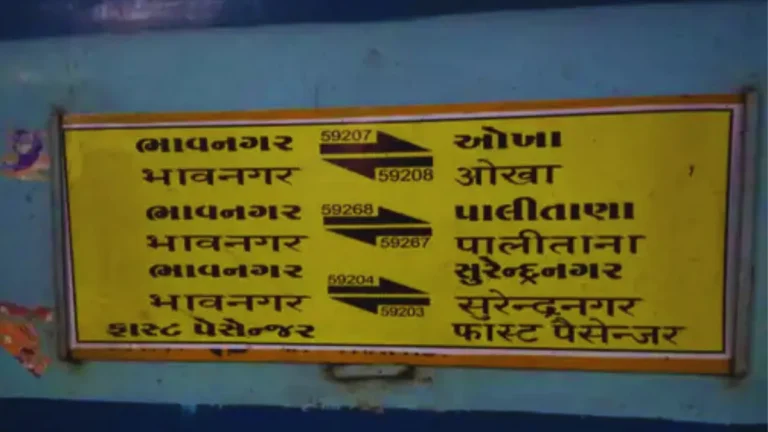 ભાવનગર 59207 ઓખા
भावनगर 59208 ओखा
ભાવનગર 59268 પાલીતાણા
भावनगर 59267 पालीताना
ભાવનગર 59204 સુરેન્દ્રનગર
भावनगर 59203 सुरेन्द्रनगर
ફાસ્ટ પેસેન્જર फास्ट पैसेन्जर